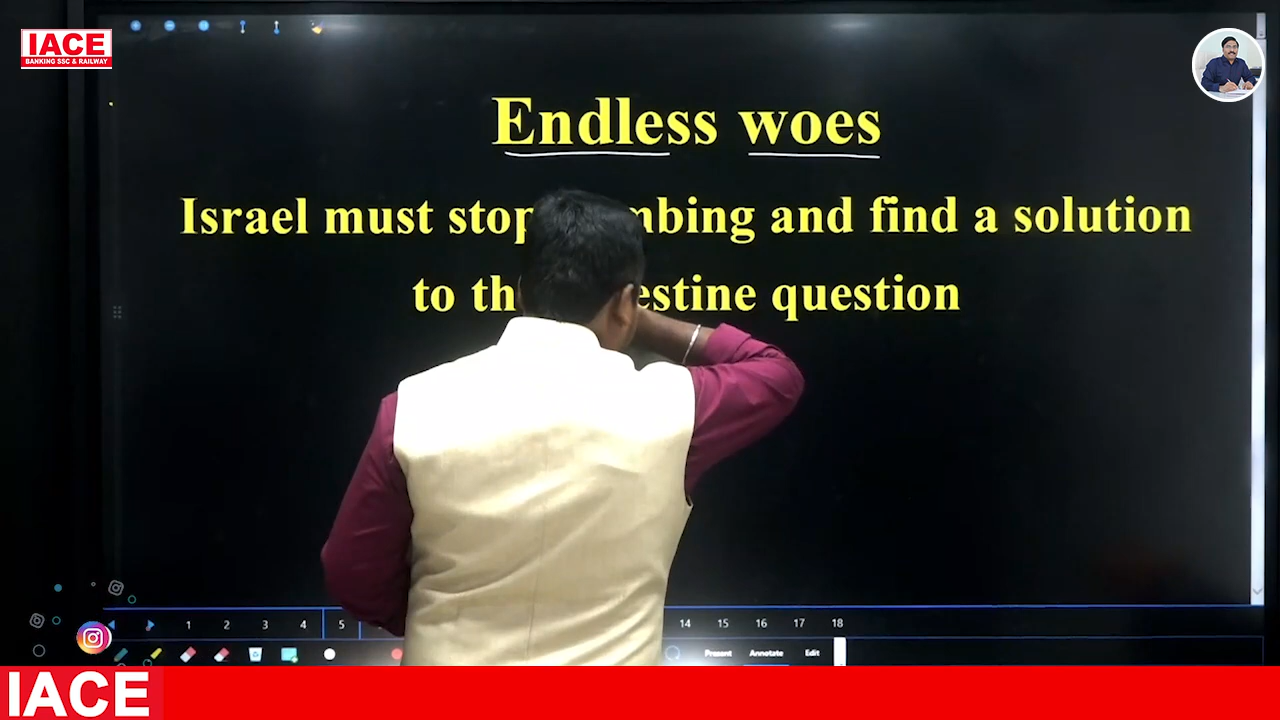 IACE
BANKING SSC & RAILWAY
Endless woes
Israel must and find a solution
to question
1 2 3 4 5 14 15 16 17 18
Present Annotate Edit
IACE